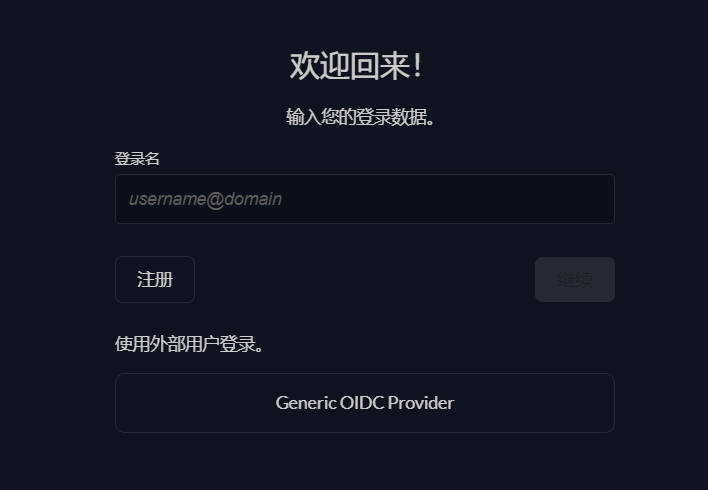 欢迎回来！
输入您的登录数据。
登录名
username@domain
注册
继续
使用外部用户登录。
Generic OIDC Provider